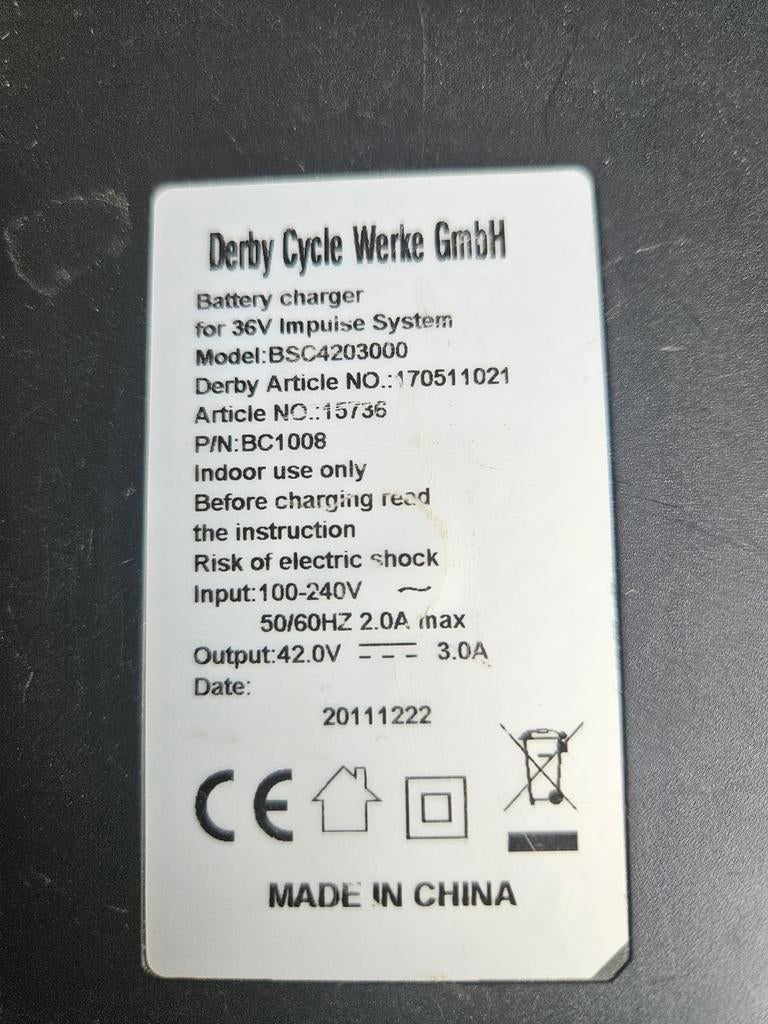 Derby Cycle Werke GmbH
Battery charger
for 36V Impulse System
Model:BSC4203000
Derby Article NO.:170511021
Article NO.:15736
P/N:BC1008
Indoor use only
Before charging read
the instruction
Risk of electric shock
Input:100-240V ~
50/60HZ 2.0A max
Output:42.0V ⎓ 3.0A
Date:
20111222
CE
MADE IN CHINA